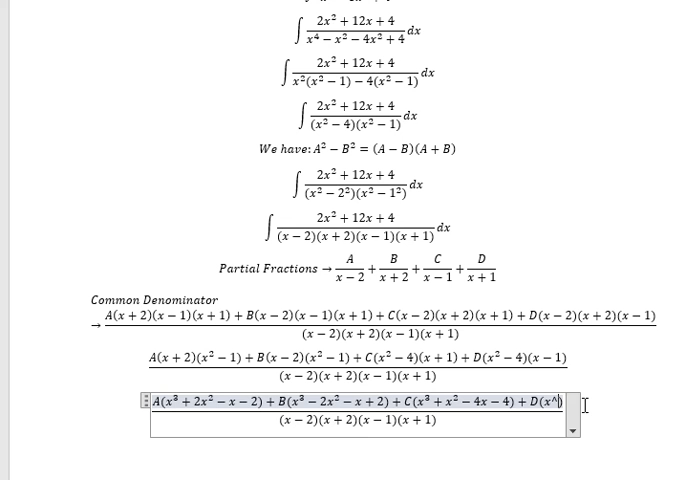 ∫ (2x² + 12x + 4)/(x⁴ − x² − 4x² + 4) dx
∫ (2x² + 12x + 4)/(x²(x² − 1) − 4(x² − 1)) dx
∫ (2x² + 12x + 4)/((x² − 4)(x² − 1)) dx
We have: A² − B² = (A − B)(A + B)
∫ (2x² + 12x + 4)/((x² − 2²)(x² − 1²)) dx
∫ (2x² + 12x + 4)/((x − 2)(x + 2)(x − 1)(x + 1)) dx
Partial Fractions → A/(x − 2) + B/(x + 2) + C/(x − 1) + D/(x + 1)
Common Denominator
→ (A(x + 2)(x − 1)(x + 1) + B(x − 2)(x − 1)(x + 1) + C(x − 2)(x + 2)(x + 1) + D(x − 2)(x + 2)(x − 1))/((x − 2)(x + 2)(x − 1)(x + 1))
(A(x + 2)(x² − 1) + B(x − 2)(x² − 1) + C(x² − 4)(x + 1) + D(x² − 4)(x − 1))/((x − 2)(x + 2)(x − 1)(x + 1))
(A(x³ + 2x² − x − 2) + B(x³ − 2x² − x + 2) + C(x³ + x² − 4x − 4) + D(x^))/((x − 2)(x + 2)(x − 1)(x + 1))